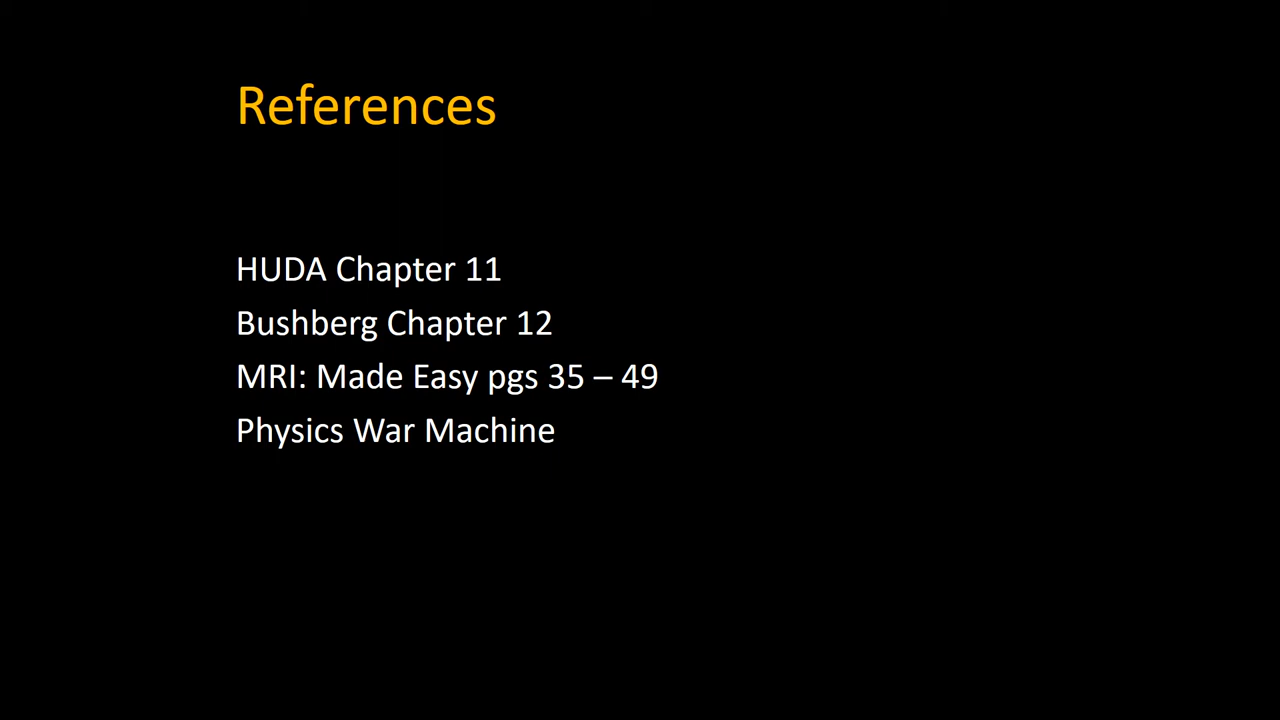 References
HUDA Chapter 11
Bushberg Chapter 12
MRI: Made Easy pgs 35 – 49
Physics War Machine